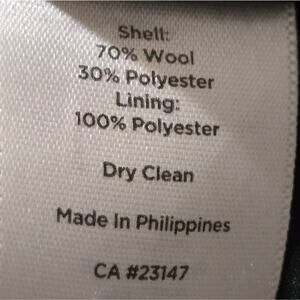 Shell:
70% Wool
30% Polyester
Lining:
100% Polyester
Dry Clean
Made In Philippines
CA #23147